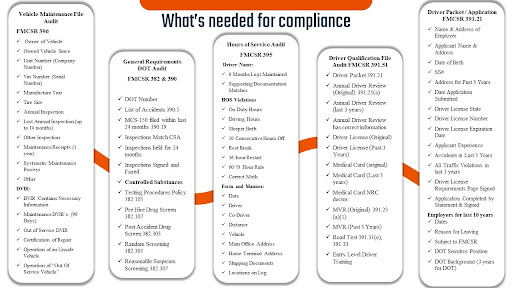 What's needed for compliance
Vehicle Maintenance File
Audit
FMCSR 396
✓ Owner of Vehicle
✓ Owned Vehicle Since
✓ Unit Number (Company
Number)
✓ Vin Number (Serial
Number)
✓ Manufacture Year
✓ Tire Size
✓ Annual Inspection
✓ Last Annual Inspection (up
to 14 months)
✓ Other Inspection
✓ Maintenance Receipts (1
year)
✓ Systematic Maintenance
Process
✓ Other
DVIR:
✓ DVIR Contains Necessary
Information
✓ Maintenance DVIR's (90
Days)
✓ Out of Service DVIR
✓ Certification of Repair
✓ Operation of an Unsafe
Vehicle
✓ Operation of "Out Of
Service Vehicle"
General Requirements
DOT Audit
FMCSR 382 & 390
✓ DOT Number
✓ List of Accidents 390.5
✓ MCS-150 filed within last
24 months 390.19
✓ Inspections Match CSA
✓ Inspections held for 24
months
✓ Inspections Signed and
Faxed
✓ Controlled Substances:
✓ Testing Procedures Policy
382.105
✓ Pre Hire Drug Screen
382.307
✓ Post Accident Drug
Screen 382.303
✓ Random Screening
382.305
✓ Reasonable Suspicion
Screening 382.307
Hours of Service Audit
FMCSR 395
Driver Name:
✓ 6 Months Logs Maintained
✓ Supporting Documentation
Matches
HOS Violations
✓ On Duty Hours
✓ Driving Hours
✓ Sleeper Berth
✓ 10 Consecutive Hours Off
✓ Rest Break
✓ 36 hour Restart
✓ 60/70 Hour Rule
✓ Correct Math
Form and Manner:
✓ Date
✓ Driver
✓ Co-Driver
✓ Distance
✓ Vehicle
✓ Main Office Address
✓ Home Terminal Address
✓ Shipping Documents
✓ Locations on Log
Driver Qualification File
Audit FMCSR 391.51
✓ Driver Packet 391.21
✓ Annual Driver Review
(Original) 391.25(a)
✓ Annual Driver Review
(last 3 years)
✓ Annual Driver Review
has correct information
✓ Driver License (Original)
✓ Driver License (Past 3
Years)
✓ Medical Card (original)
✓ Medical Card (Last 3
years)
✓ Medical Card NRC
doctor
✓ MVR (Original) 391.23
(a)(1)
✓ MVR (Past 3 Years)
✓ Road Test 391.31(e),
391.33
✓ Entry Level Driver
Training
Driver Packet / Application
FMCSR 391.21
✓ Name & Address of
Employer
✓ Applicant Name &
Address
✓ Date of Birth
✓ SS#
✓ Address for Past 3 Years
✓ Date Application
Submitted
✓ Driver License State
✓ Driver License Number
✓ Driver License Expiration
Date
✓ Applicant Experience
✓ Accidents in Last 3 Years
✓ All Traffic Violations in
last 3 years
✓ Driver License
Requirements Page Signed
✓ Application Completed by
Statement & Signed
Employers for last 10 years
✓ Dates
✓ Reason for Leaving
✓ Subject to FMCSR
✓ DOT Sensitive Position
✓ DOT Background (3 years
for DOT)